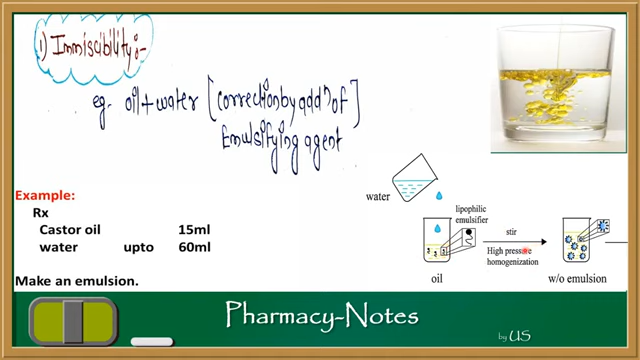 1) Immiscibility:-
eg. oil + water [correction by addn of
Emulsifying agent]
Example:
Rx
Castor oil 15ml
water upto 60ml
Make an emulsion.
water
lipophilic
emulsifier
stir
High pressure
homogenization
oil
w/o emulsion
Pharmacy-Notes
by US